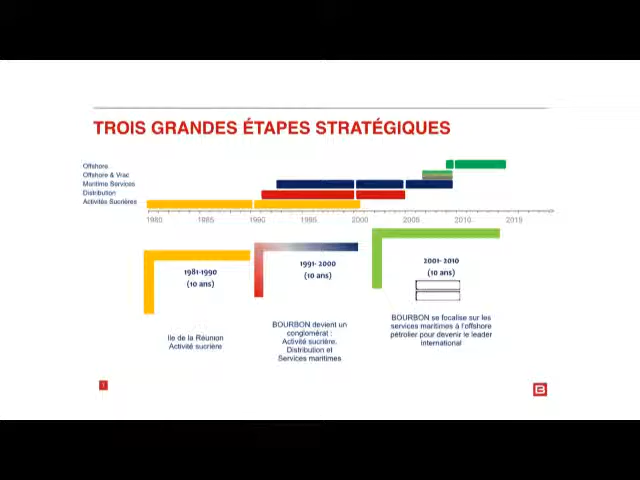 TROIS GRANDES ÉTAPES STRATÉGIQUES
Offshore
Offshore & Vrac
Maritime Services
Distribution
Activités Sucrières
1980 1985 1990 1995 2000 2005 2010 2015
1981-1990
(10 ans)
1991- 2000
(10 ans)
2001- 2010
(10 ans)
Ile de la Réunion
Activité sucrière
BOURBON devient un
conglomérat :
Activité sucrière,
Distribution et
Services maritimes
BOURBON se focalise sur les
services maritimes à l'offshore
pétrolier pour devenir le leader
international
1